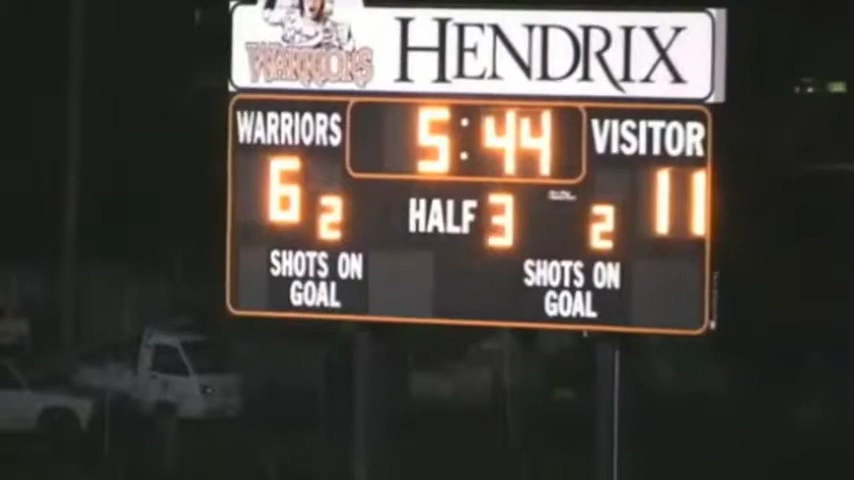 WARRIORS
HENDRIX
WARRIORS 5:44 VISITOR
6 2 HALF 3 2 11
SHOTS ON GOAL
SHOTS ON GOAL